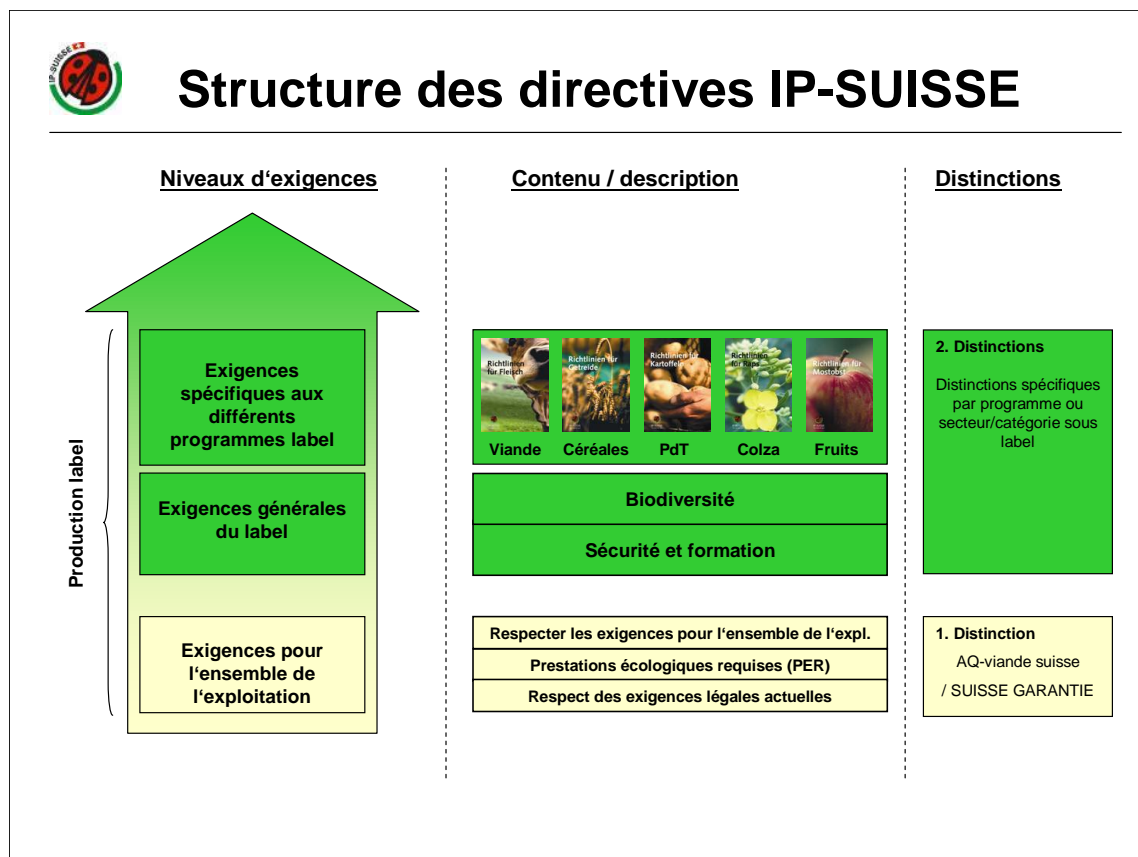 IP-SUISSE
Structure des directives IP-SUISSE
Niveaux d‘exigences
Contenu / description
Distinctions
Production label
Exigences
spécifiques aux
différents
programmes label
Richtlinien
für Fleisch
Richtlinien für
Getreide
Richtlinien für
Kartoffeln
Richtlinien
für Raps
Richtlinien für
Mostobst
Viande
Céréales
PdT
Colza
Fruits
2. Distinctions
Distinctions spécifiques
par programme ou
secteur/catégorie sous
label
Exigences générales
du label
Biodiversité
Sécurité et formation
Exigences pour
l‘ensemble de
l‘exploitation
Respecter les exigences pour l‘ensemble de l‘expl.
Prestations écologiques requises (PER)
Respect des exigences légales actuelles
1. Distinction
AQ-viande suisse
/ SUISSE GARANTIE